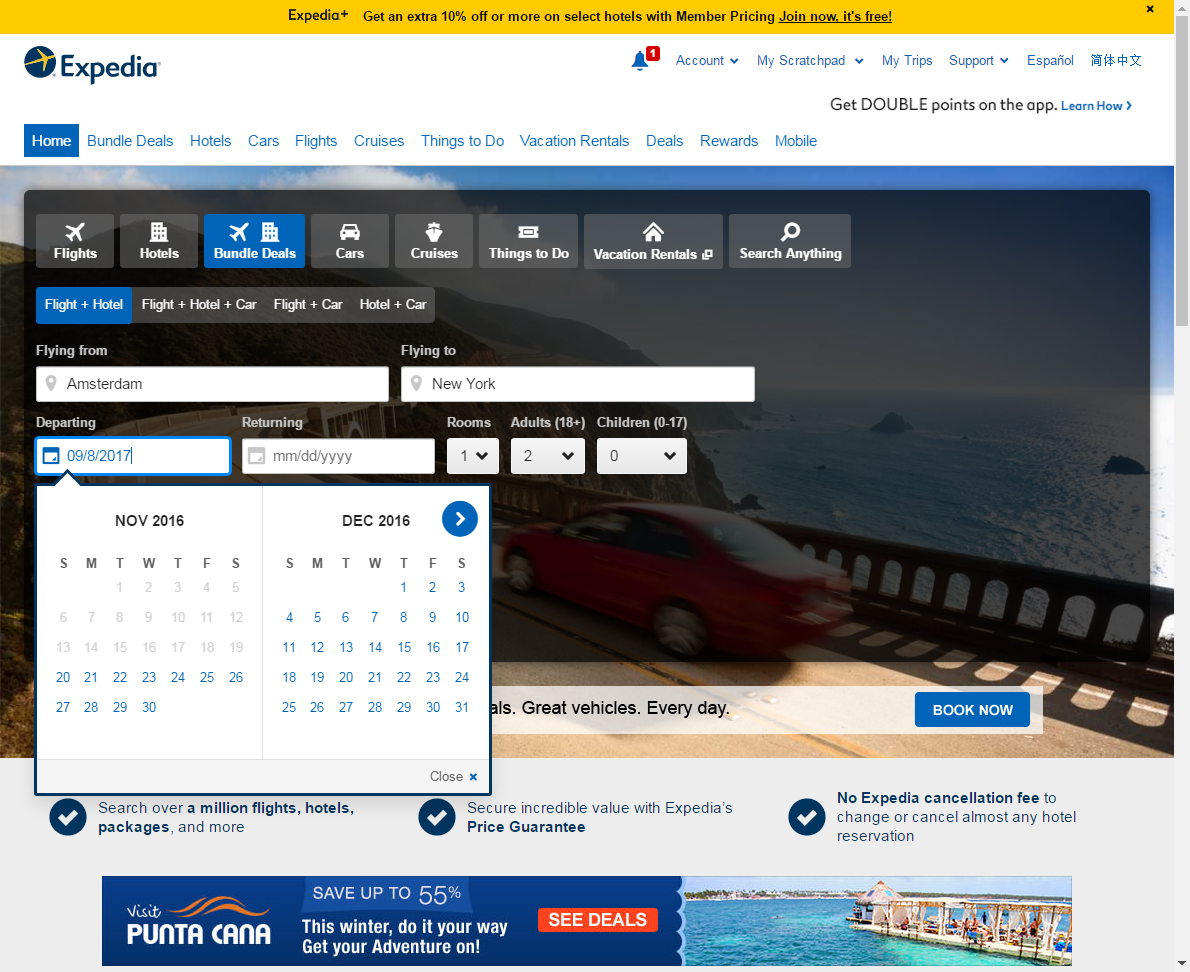 Expedia+ Get an extra 10% off or more on select hotels with Member Pricing Join now, it's free! ×
Expedia
1 Account My Scratchpad My Trips Support Español 简体中文
Get DOUBLE points on the app. Learn How
Home Bundle Deals Hotels Cars Flights Cruises Things to Do Vacation Rentals Deals Rewards Mobile
Flights Hotels Bundle Deals Cars Cruises Things to Do Vacation Rentals Search Anything
Flight + Hotel Flight + Hotel + Car Flight + Car Hotel + Car
Flying from Flying to
Amsterdam New York
Departing Returning Rooms Adults (18+) Children (0-17)
09/8/2017 mm/dd/yyyy 1 2 0
NOV 2016 DEC 2016
S M T W T F S S M T W T F S
1 2 3 4 5 1 2 3
6 7 8 9 10 11 12 4 5 6 7 8 9 10
13 14 15 16 17 18 19 11 12 13 14 15 16 17
20 21 22 23 24 25 26 18 19 20 21 22 23 24
27 28 29 30 25 26 27 28 29 30 31
als. Great vehicles. Every day. BOOK NOW
Close ×
Search over a million flights, hotels,
packages, and more
Secure incredible value with Expedia's
Price Guarantee
No Expedia cancellation fee to
change or cancel almost any hotel
reservation
Visit
PUNTA CANA
SAVE UP TO 55%
This winter, do it your way
Get your Adventure on!
SEE DEALS